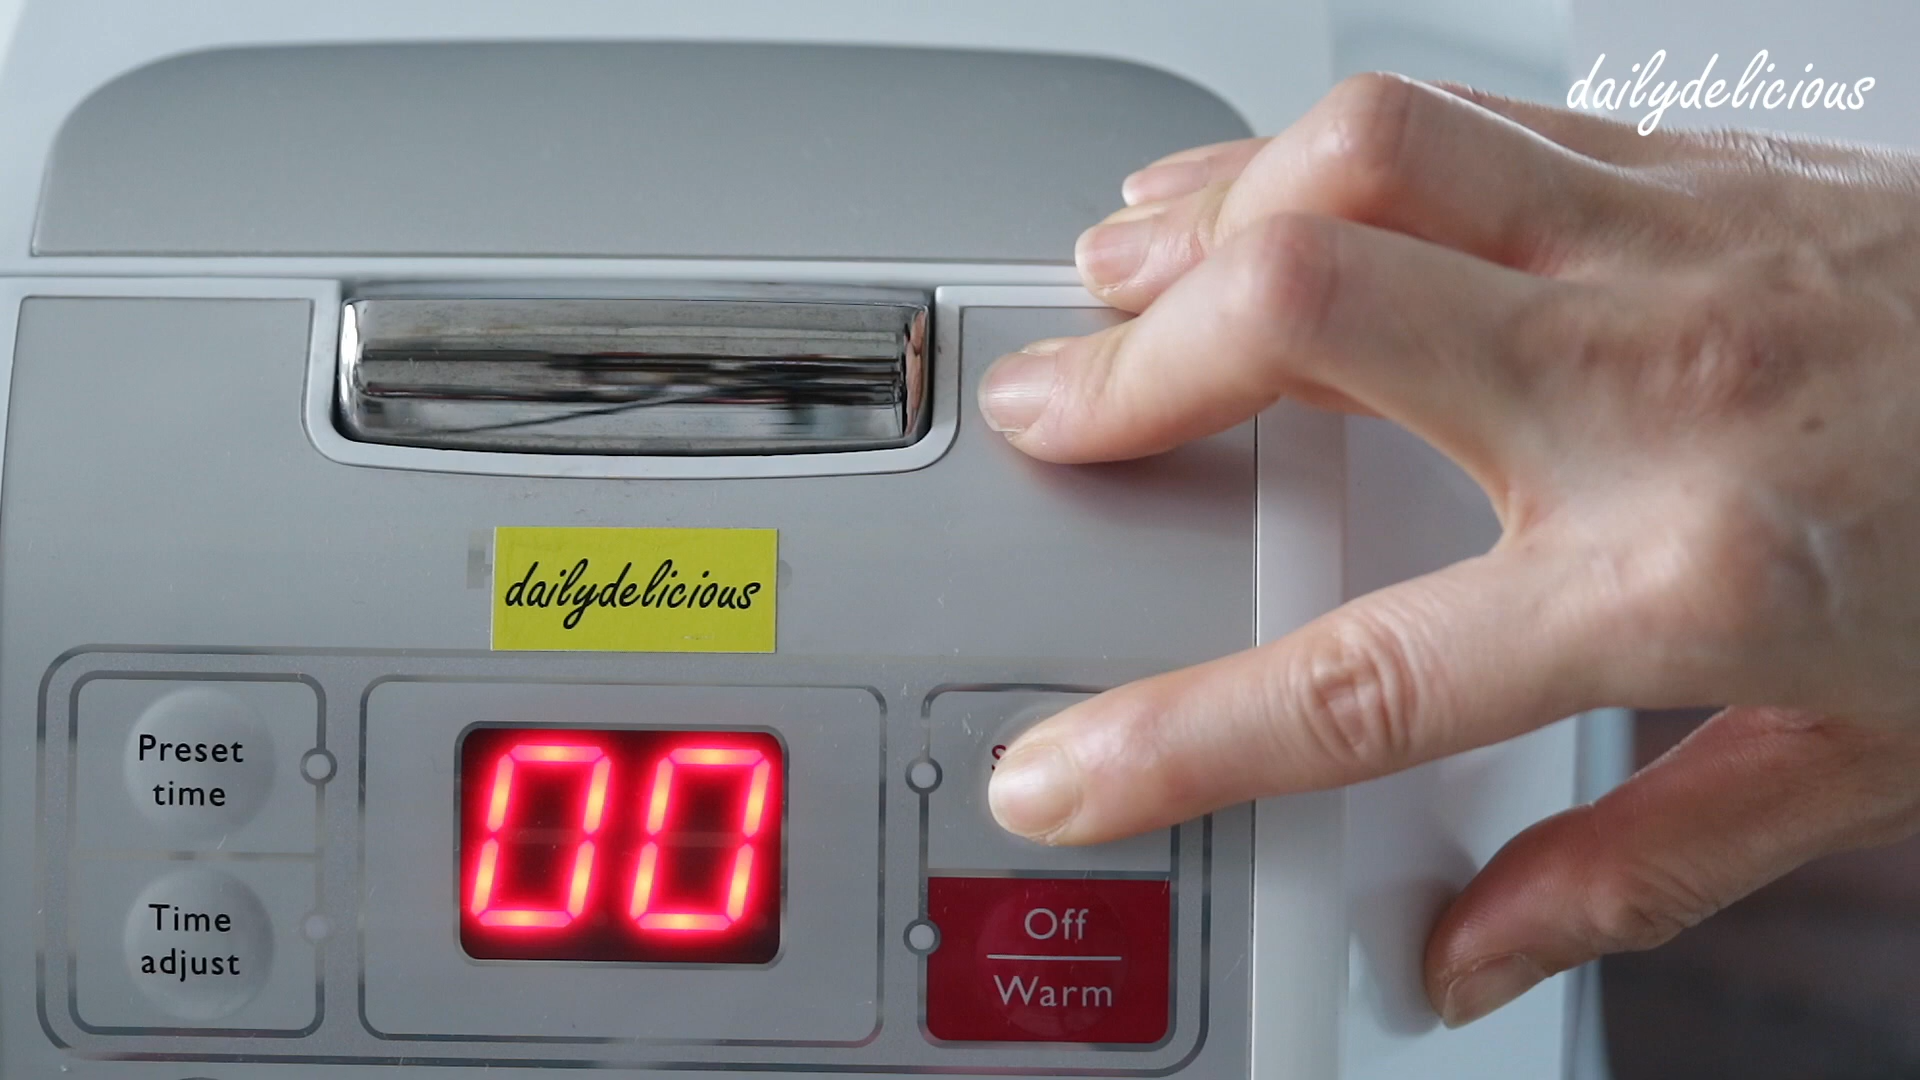 dailydelicious
dailydelicious
Preset
time
00
Time
adjust
Off
Warm